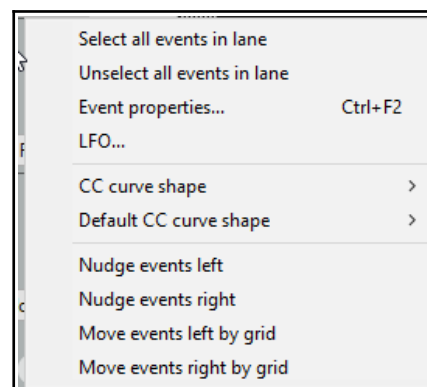 Select all events in lane
Unselect all events in lane
Event properties... Ctrl+F2
LFO...
CC curve shape
Default CC curve shape
Nudge events left
Nudge events right
Move events left by grid
Move events right by grid